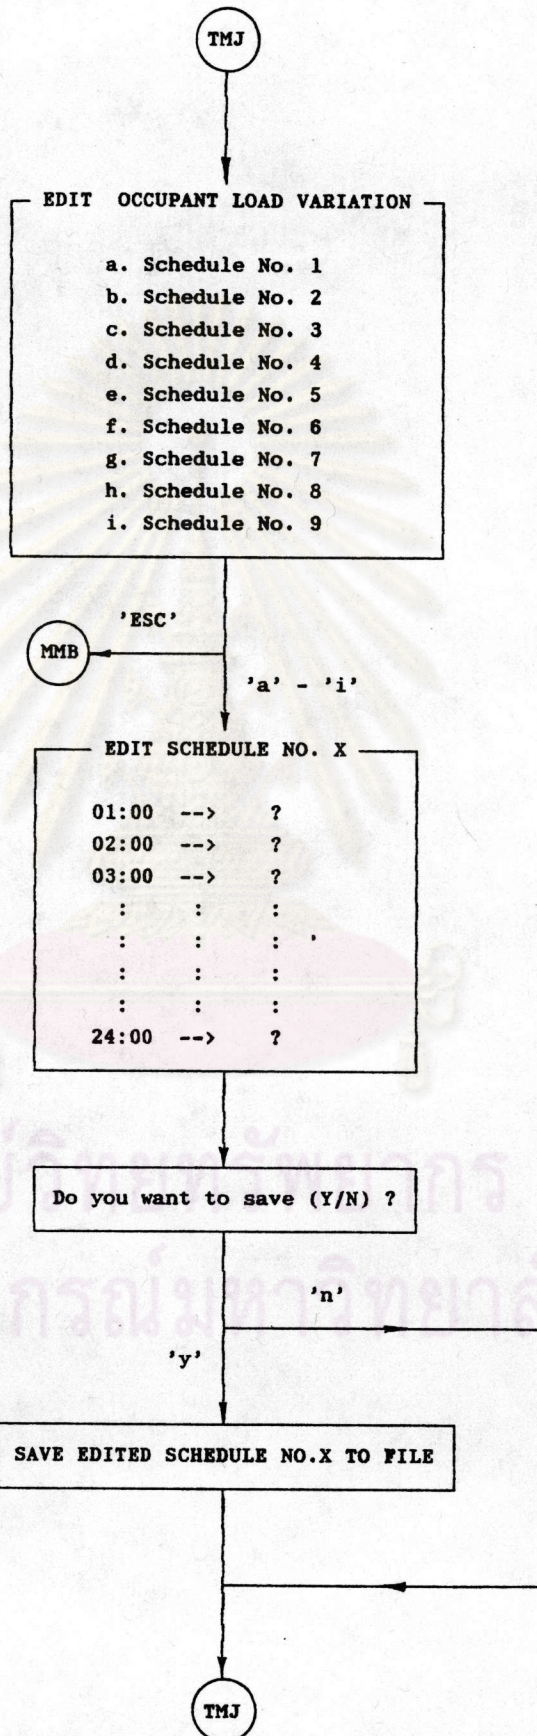 TMJ
EDIT OCCUPANT LOAD VARIATION
a. Schedule No. 1
b. Schedule No. 2
c. Schedule No. 3
d. Schedule No. 4
e. Schedule No. 5
f. Schedule No. 6
g. Schedule No. 7
h. Schedule No. 8
i. Schedule No. 9
'ESC'
MMB
'a' - 'i'
EDIT SCHEDULE NO. X
01:00 --> ?
02:00 --> ?
03:00 --> ?
: : :
: : :
: : :
: : :
24:00 --> ?
Do you want to save (Y/N) ?
'n'
'y'
SAVE EDITED SCHEDULE NO.X TO FILE
TMJ